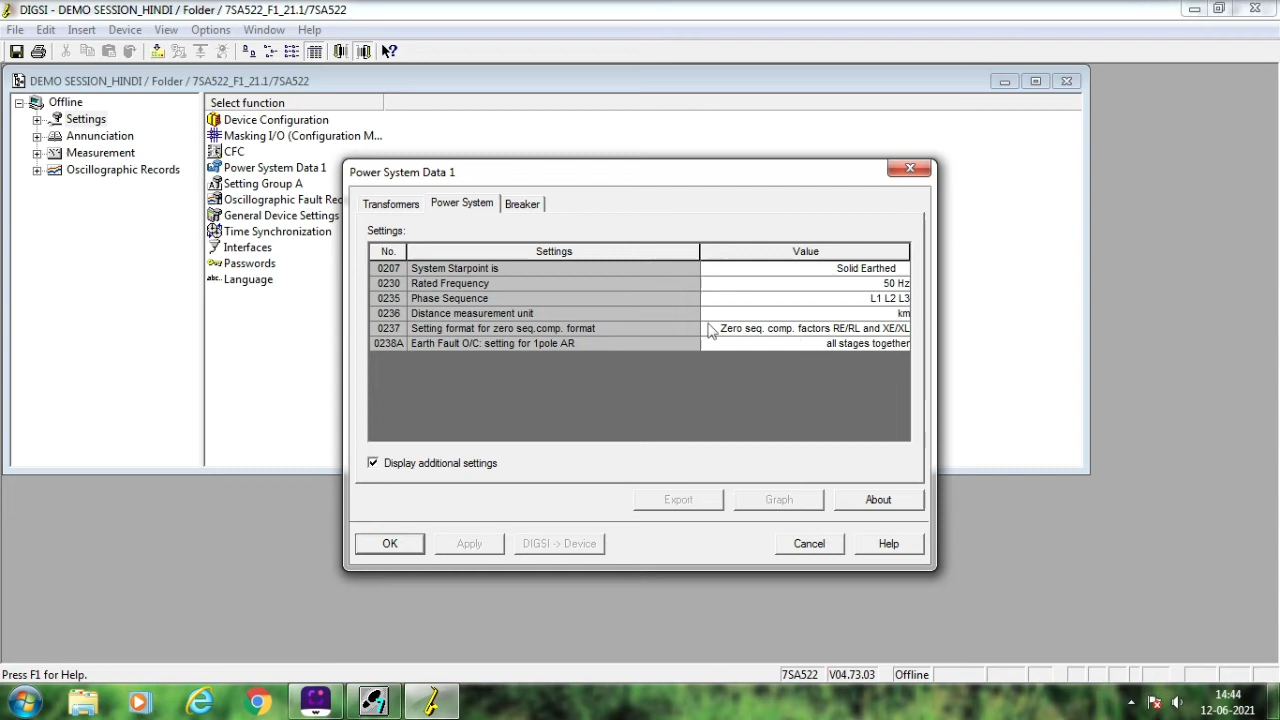 DIGSI - DEMO SESSION_HINDI / Folder / 7SA522_F1_21.1/7SA522
File Edit Insert Device View Options Window Help
DEMO SESSION_HINDI / Folder / 7SA522_F1_21.1/7SA522
Offline
Settings
Annunciation
Measurement
Oscillographic Records
Select function
Device Configuration
Masking I/O (Configuration M...
CFC
Power System Data 1
Setting Group A
Oscillographic Fault Rec
General Device Settings
Time Synchronization
Interfaces
Passwords
Language
Power System Data 1
Transformers Power System Breaker
Settings:
No. Settings Value
0207 System Starpoint is Solid Earthed
0230 Rated Frequency 50 Hz
0235 Phase Sequence L1 L2 L3
0236 Distance measurement unit km
0237 Setting format for zero seq.comp. format Zero seq. comp. factors RE/RL and XE/XL
0238A Earth Fault O/C: setting for 1pole AR all stages together
Display additional settings
Export Graph About
OK Apply DIGSI -> Device Cancel Help
Press F1 for Help. 7SA522 V04.73.03 Offline
14:44
12-06-2021